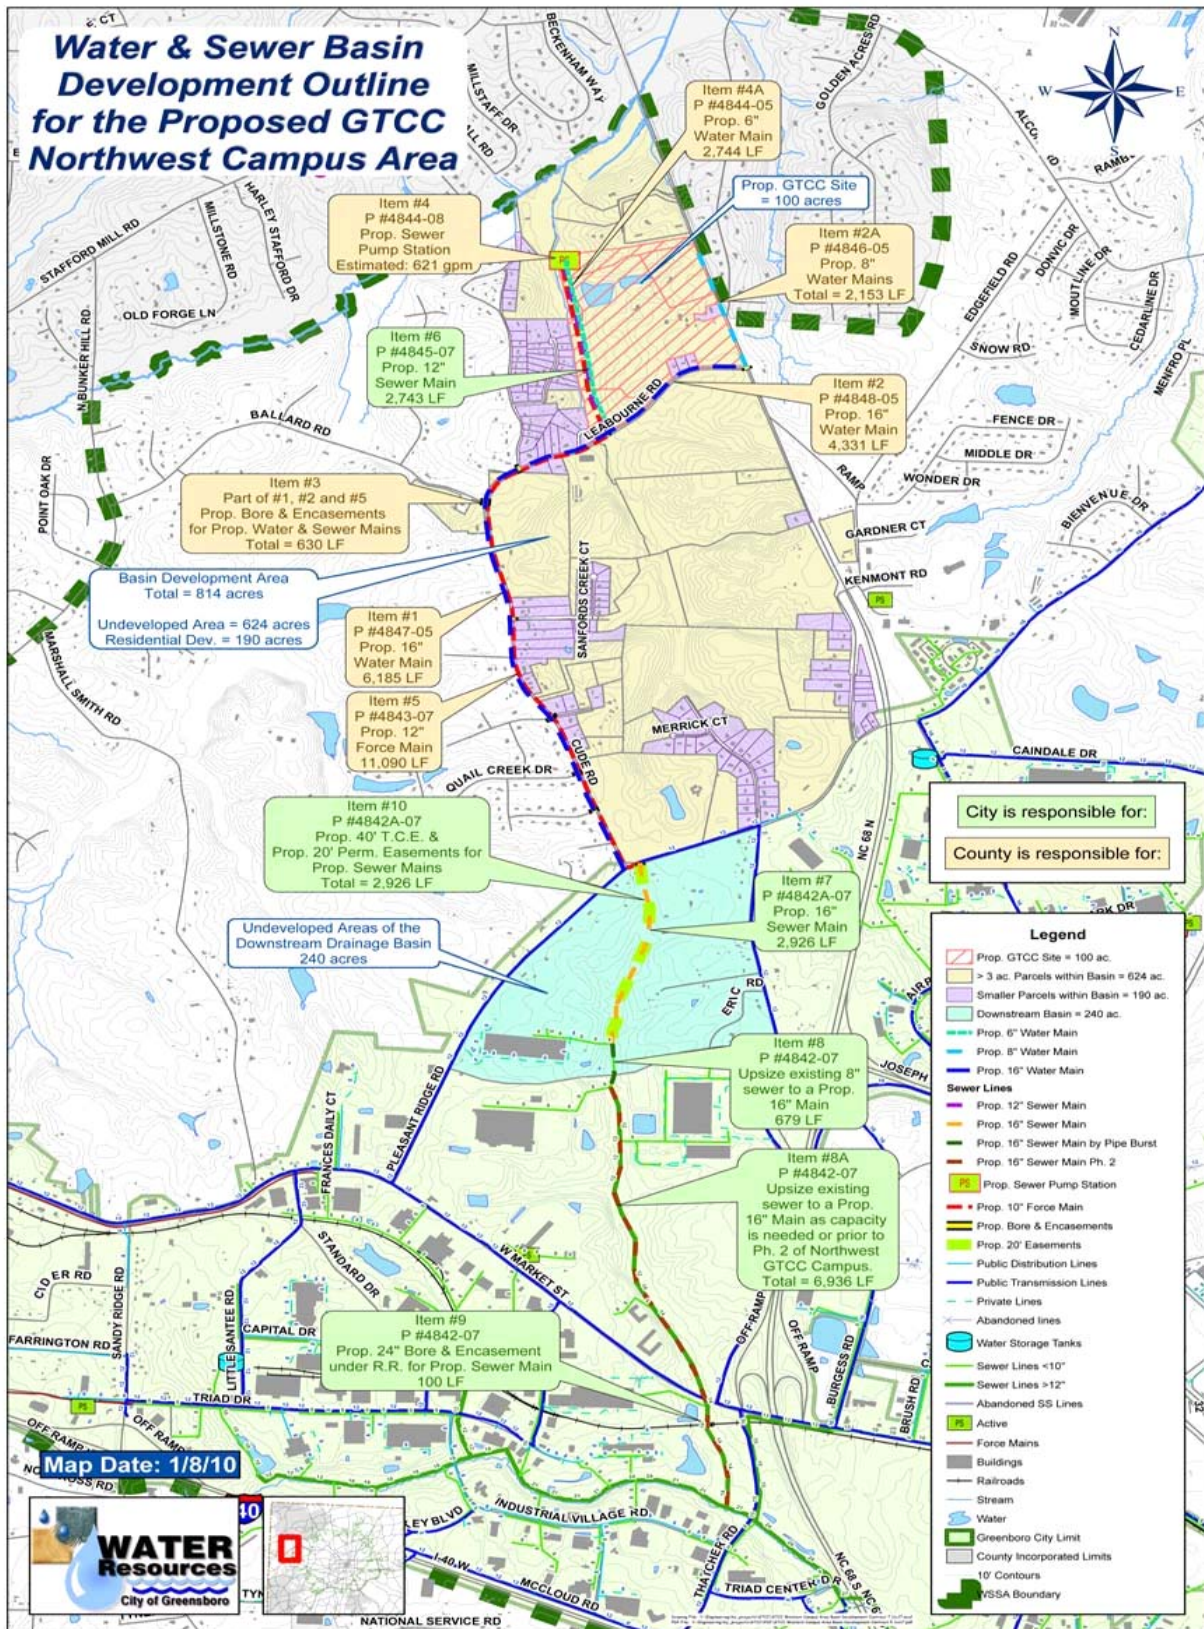 Water & Sewer Basin
Development Outline
for the Proposed GTCC
Northwest Campus Area
BECKENHAM WAY
MILLSTAFF DR
GOLDEN ACRES RD
N
W
E
S
STAFFORD MILL RD
MILLSTONE RD
HARLEY STAFFORD DR
OLD FORGE LN
N BUNKER HILL RD
Item #4A
P #4844-05
Prop. 6"
Water Main
2,744 LF
Prop. GTCC Site
= 100 acres
Item #4
P #4844-08
Prop. Sewer
Pump Station
Estimated: 621 gpm
PS
Item #2A
P #4846-05
Prop. 8"
Water Mains
Total = 2,153 LF
EDGEFIELD RD
DONVIC DR
MOUTLINE DR
CEDARLINE DR
MENFRO PL
SNOW RD
Item #6
P #4845-07
Prop. 12"
Sewer Main
2,743 LF
LEABOURNE RD
Item #2
P #4848-05
Prop. 16"
Water Main
4,331 LF
BALLARD RD
FENCE DR
MIDDLE DR
RAMP
WONDER DR
POINT OAK DR
Item #3
Part of #1, #2 and #5
Prop. Bore & Encasements
for Prop. Water & Sewer Mains
Total = 630 LF
BIENVENUE DR
GARDNER CT
KENMONT RD
PS
SANFORDS CREEK CT
Basin Development Area
Total = 814 acres
Undeveloped Area = 624 acres
Residential Dev. = 190 acres
Item #1
P #4847-05
Prop. 16"
Water Main
6,185 LF
MARSHALL SMITH RD
Item #5
P #4843-07
Prop. 12"
Force Main
11,090 LF
MERRICK CT
CUDE RD
QUAIL CREEK DR
CAINDALE DR
NC 68 N
Item #10
P #4842A-07
Prop. 40' T.C.E. &
Prop. 20' Perm. Easements for
Prop. Sewer Mains
Total = 2,926 LF
City is responsible for:
County is responsible for:
Item #7
P #4842A-07
Prop. 16"
Sewer Main
2,926 LF
Undeveloped Areas of the
Downstream Drainage Basin
240 acres
ERIC RD
Item #8
P #4842-07
Upsize existing 8"
sewer to a Prop.
16" Main
679 LF
JOSEPH
PLEASANT RIDGE RD
FRANCES DAILY CT
Item #8A
P #4842-07
Upsize existing
sewer to a Prop.
16" Main as capacity
is needed or prior to
Ph. 2 of Northwest
GTCC Campus.
Total = 6,936 LF
STANDARD DR
W MARKET ST
CIDER RD
SANDY RIDGE RD
LITTLE SANTEE RD
CAPITAL DR
FARRINGTON RD
TRIAD DR
Item #9
P #4842-07
Prop. 24" Bore & Encasement
under R.R. for Prop. Sewer Main
100 LF
OFF RAMP
OFF RAMP
BURGESS RD
BRUSH RD
PS
OFF RAMP
OFF RAMP
Legend
Prop. GTCC Site = 100 ac.
> 3 ac. Parcels within Basin = 624 ac.
Smaller Parcels within Basin = 190 ac.
Downstream Basin = 240 ac.
Prop. 6" Water Main
Prop. 8" Water Main
Prop. 16" Water Main
Sewer Lines
Prop. 12" Sewer Main
Prop. 16" Sewer Main
Prop. 16" Sewer Main by Pipe Burst
Prop. 16" Sewer Main Ph. 2
PS Prop. Sewer Pump Station
Prop. 10" Force Main
Prop. Bore & Encasements
Prop. 20' Easements
Public Distribution Lines
Public Transmission Lines
Private Lines
Abandoned lines
Water Storage Tanks
Sewer Lines <10"
Sewer Lines >12"
Abandoned SS Lines
PS Active
Force Mains
Buildings
Railroads
Stream
Water
Greenboro City Limit
County Incorporated Limits
10' Contours
WSSA Boundary
Map Date: 1/8/10
WATER
Resources
City of Greensboro
40
INDUSTRIAL VILLAGE RD
I-40 W
MCCLOUD RD
THATCHER RD
TRIAD CENTER DR
NC 68 S
NATIONAL SERVICE RD